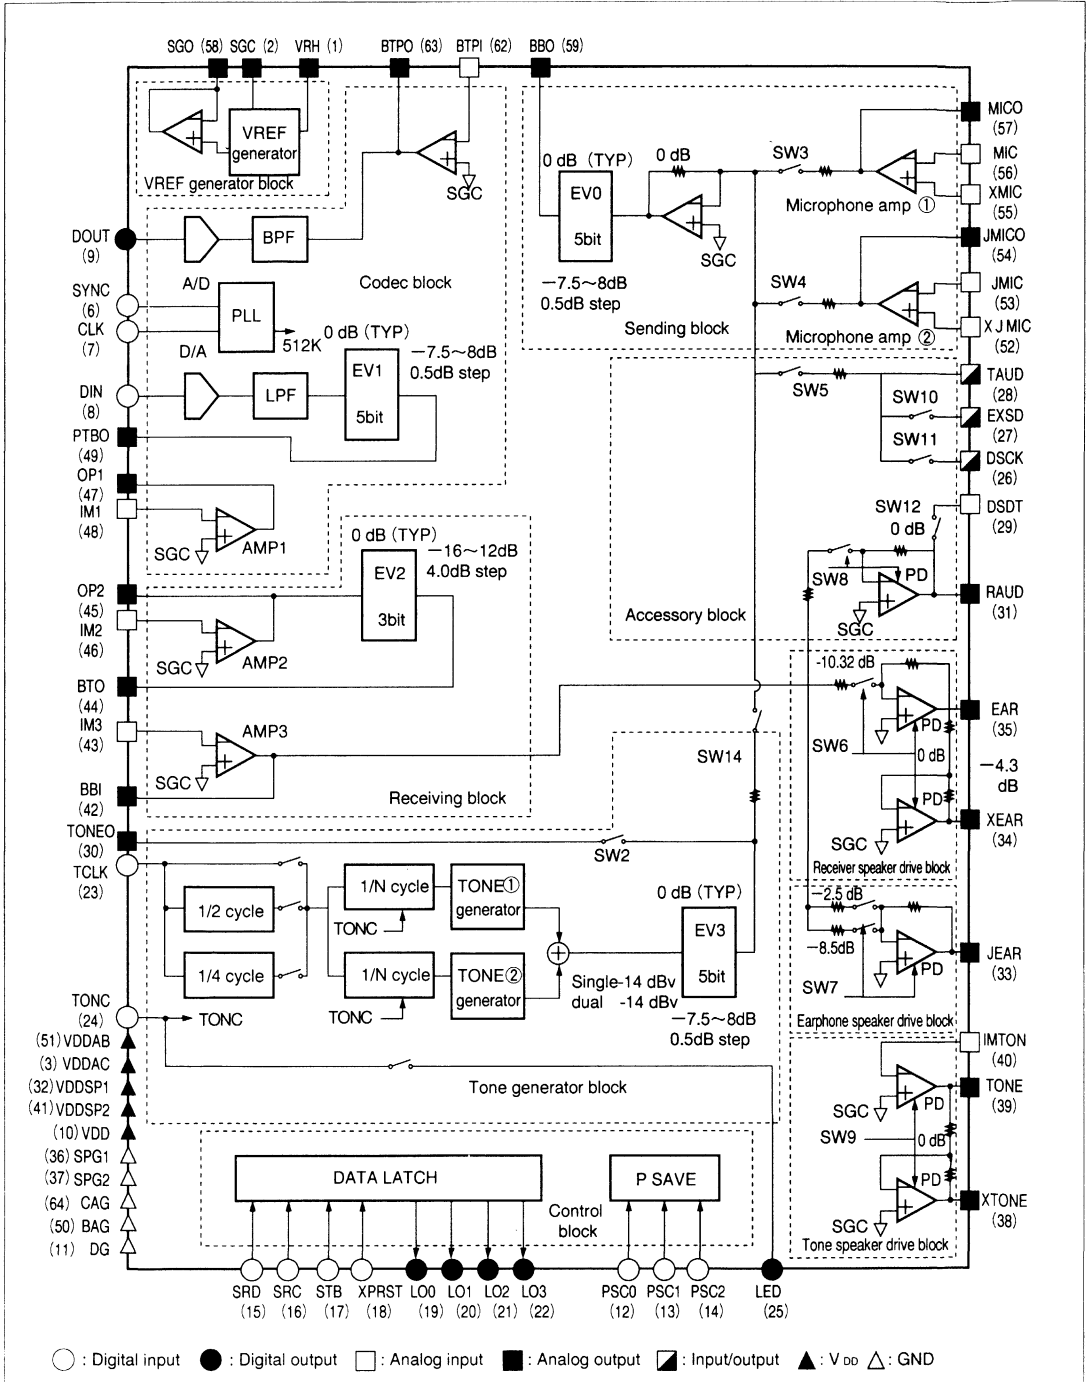 SGO (58) SGC (2) VRH (1) BTPO (63) BTPI (62) BBO (59)
VREF
generator
VREF generator block
SGC
0 dB (TYP)
EV0
5bit
−7.5~8dB
0.5dB step
0 dB
SGC
SW3
Microphone amp ①
SW4
Microphone amp ②
Sending block
MICO
(57)
MIC
(56)
XMIC
(55)
JMICO
(54)
JMIC
(53)
XJMIC
(52)
DOUT
(9)
A/D
BPF
Codec block
SYNC
(6)
CLK
(7)
PLL
512K
D/A
DIN
(8)
LPF
0 dB (TYP)
EV1
5bit
−7.5~8dB
0.5dB step
PTBO
(49)
OP1
(47)
IM1
(48)
SGC
AMP1
SW5
SW10
SW11
TAUD
(28)
EXSD
(27)
DSCK
(26)
SW12
0 dB
DSDT
(29)
SW8
PD
SGC
RAUD
(31)
Accessory block
0 dB (TYP)
EV2
3bit
−16~12dB
4.0dB step
OP2
(45)
IM2
(46)
SGC
AMP2
BTO
(44)
IM3
(43)
SGC
AMP3
BBI
(42)
Receiving block
-10.32 dB
PD
SW6
0 dB
PD
SGC
EAR
(35)
−4.3
dB
XEAR
(34)
Receiver speaker drive block
SW14
TONEO
(30)
TCLK
(23)
SW2
1/2 cycle
1/4 cycle
1/N cycle
TONC
TONE①
generator
1/N cycle
TONC
TONE②
generator
Single-14 dBv
dual -14 dBv
0 dB (TYP)
EV3
5bit
−7.5~8dB
0.5dB step
−2.5 dB
−8.5dB
PD
SW7
JEAR
(33)
Earphone speaker drive block
TONC
(24)
TONC
Tone generator block
(51) VDDAB
(3) VDDAC
(32) VDDSP1
(41) VDDSP2
(10) VDD
(36) SPG1
(37) SPG2
(64) CAG
(50) BAG
(11) DG
IMTON
(40)
SGC
PD
TONE
(39)
SW9
0 dB
PD
SGC
XTONE
(38)
Tone speaker drive block
DATA LATCH
P SAVE
Control
block
SRD
(15)
SRC
(16)
STB
(17)
XPRST
(18)
LO0
(19)
LO1
(20)
LO2
(21)
LO3
(22)
PSC0
(12)
PSC1
(13)
PSC2
(14)
LED
(25)
: Digital input : Digital output : Analog input : Analog output : Input/output : VDD : GND